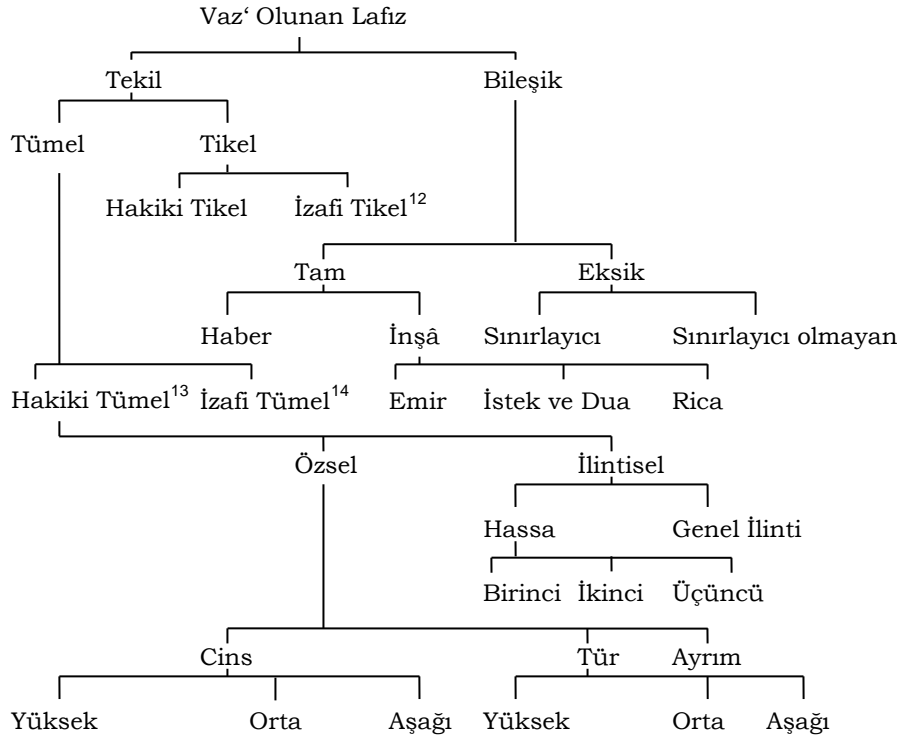 Vaz‘ Olunan Lafız
Tekil Bileşik
Tümel Tikel
Hakiki Tikel İzafi Tikel12
Tam Eksik
Haber İnşâ Sınırlayıcı Sınırlayıcı olmayan
Hakiki Tümel13 İzafi Tümel14 Emir İstek ve Dua Rica
Özsel İlintisel
Hassa Genel İlinti
Birinci İkinci Üçüncü
Cins Tür Ayrım
Yüksek Orta Aşağı Yüksek Orta Aşağı